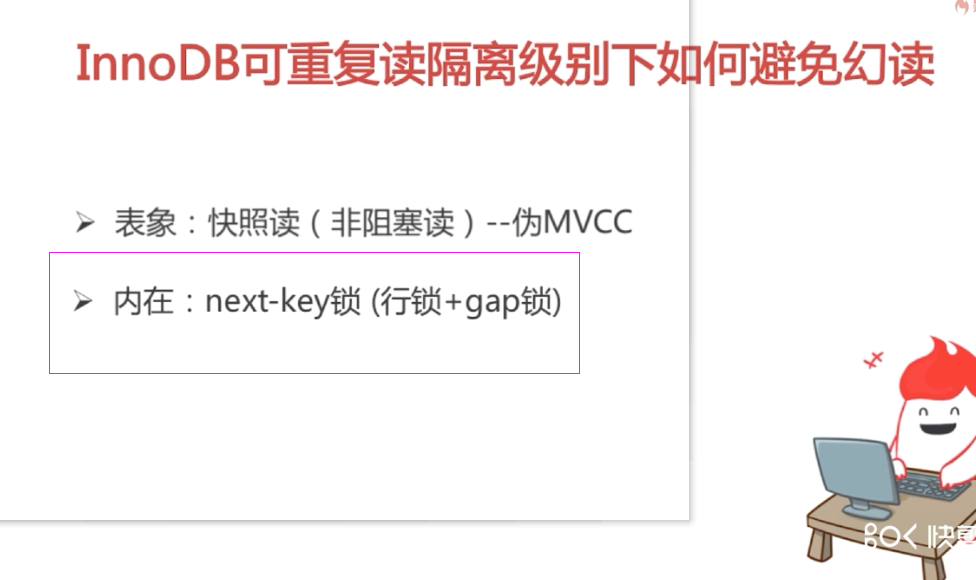 InnoDB可重复读隔离级别下如何避免幻读
表象：快照读（非阻塞读）--伪MVCC
内在：next-key锁 (行锁+gap锁)